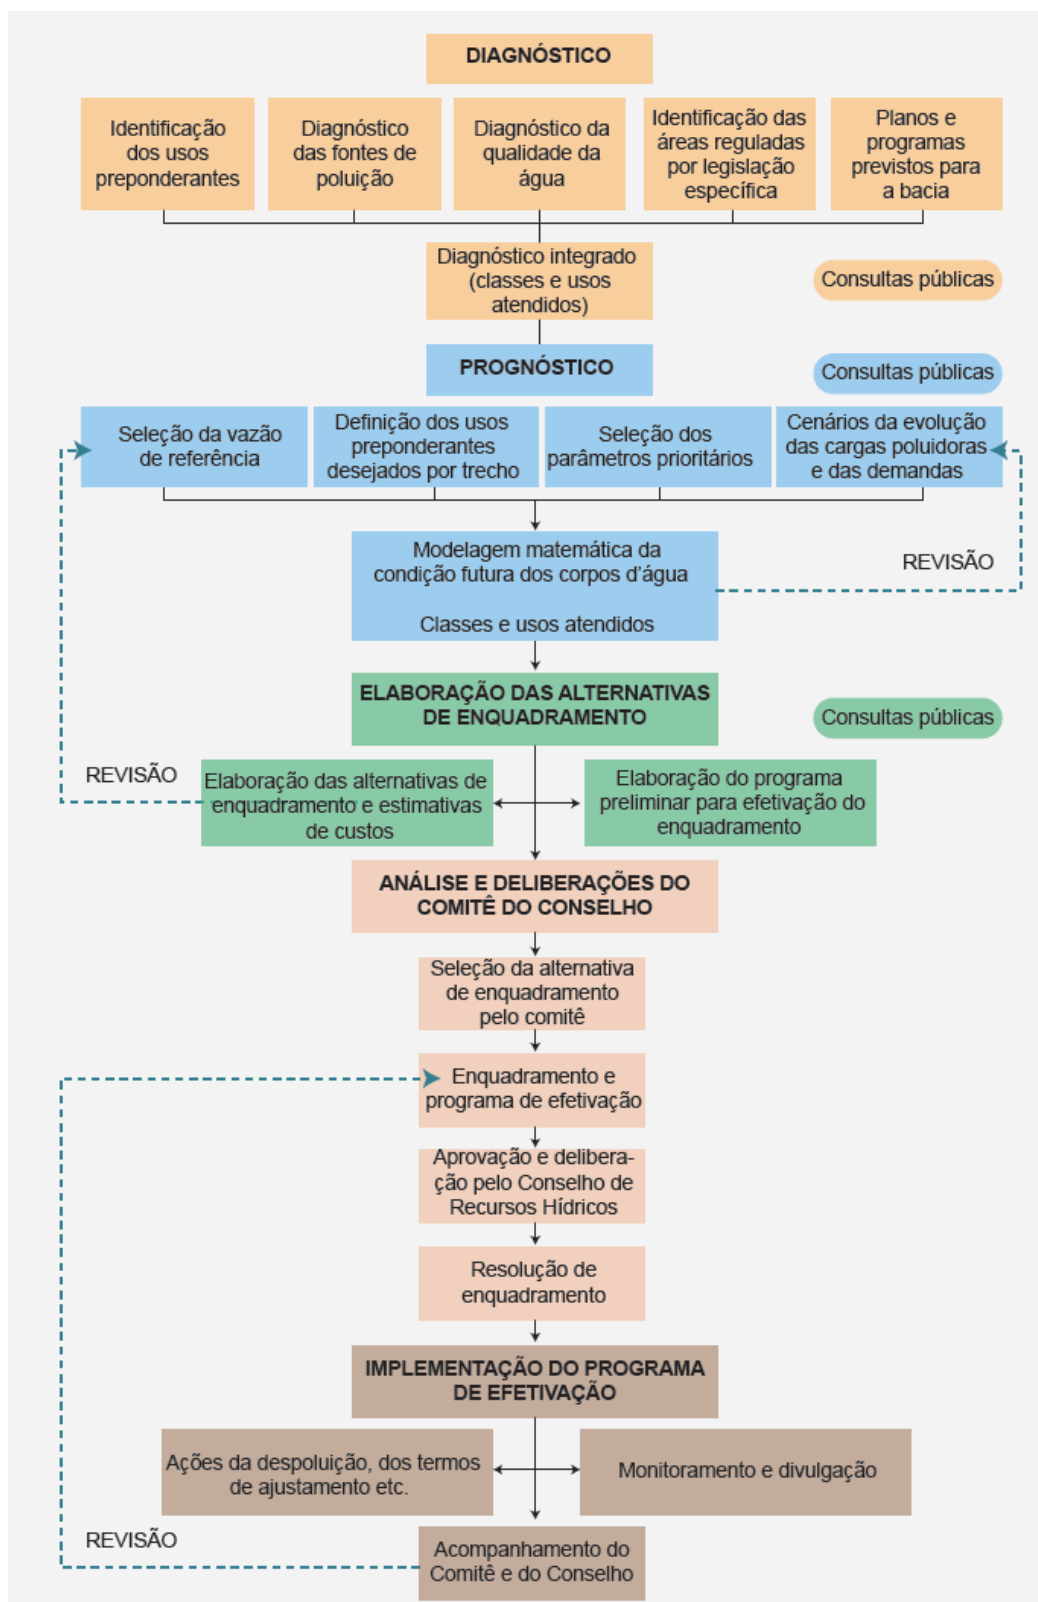 DIAGNÓSTICO
Identificação
dos usos
preponderantes
Diagnóstico
das fontes de
poluição
Diagnóstico da
qualidade da
água
Identificação das
áreas reguladas
por legislação
específica
Planos e
programas
previstos para
a bacia
Diagnóstico integrado
(classes e usos
atendidos)
Consultas públicas
PROGNÓSTICO
Consultas públicas
Seleção da vazão
de referência
Definição dos usos
preponderantes
desejados por trecho
Seleção dos
parâmetros prioritários
Cenários da evolução
das cargas poluidoras
e das demandas
Modelagem matemática da
condição futura dos corpos d’água
Classes e usos atendidos
REVISÃO
ELABORAÇÃO DAS ALTERNATIVAS
DE ENQUADRAMENTO
Consultas públicas
REVISÃO
Elaboração das alternativas de
enquadramento e estimativas
de custos
Elaboração do programa
preliminar para efetivação do
enquadramento
ANÁLISE E DELIBERAÇÕES DO
COMITÊ DO CONSELHO
Seleção da alternativa
de enquadramento
pelo comitê
Enquadramento e
programa de efetivação
Aprovação e delibera-
ção pelo Conselho de
Recursos Hídricos
Resolução de
enquadramento
IMPLEMENTAÇÃO DO PROGRAMA
DE EFETIVAÇÃO
Ações da despoluição, dos termos
de ajustamento etc.
Monitoramento e divulgação
REVISÃO
Acompanhamento do
Comitê e do Conselho